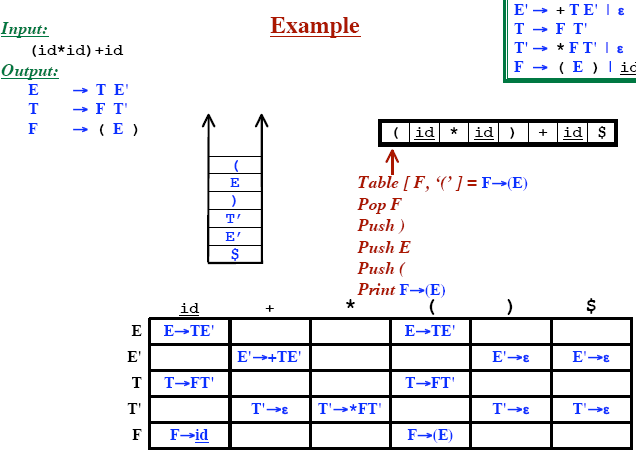 Example
E' → + T E' | ε
T → F T'
T' → * F T' | ε
F → ( E ) | id
Input:
(id*id)+id
Output:
E → T E'
T → F T'
F → ( E )
( id * id ) + id $
(
E
)
T'
E'
$
Table [ F, ‘(’ ] = F→(E)
Pop F
Push )
Push E
Push (
Print F→(E)
id + * ( ) $
E E→TE' E→TE'
E' E'→+TE' E'→ε E'→ε
T T→FT' T→FT'
T' T'→ε T'→*FT' T'→ε T'→ε
F F→id F→(E)